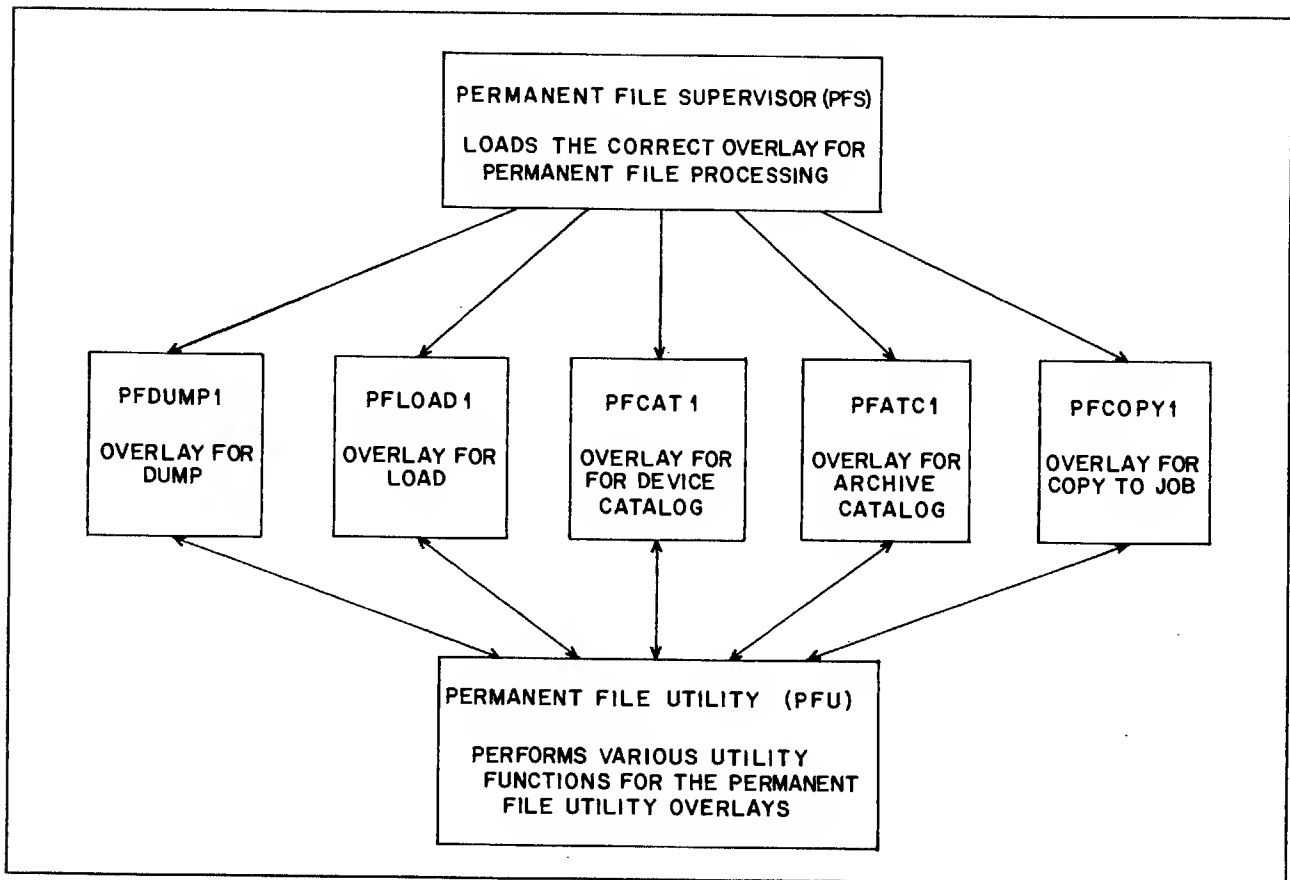 PERMANENT FILE SUPERVISOR (PFS)
LOADS THE CORRECT OVERLAY FOR
PERMANENT FILE PROCESSING
PFDUMP1
OVERLAY FOR
DUMP
PFLOAD1
OVERLAY FOR
LOAD
PFCAT1
OVERLAY FOR
FOR DEVICE
CATALOG
PFATC1
OVERLAY FOR
ARCHIVE
CATALOG
PFCOPY1
OVERLAY FOR
COPY TO JOB
PERMANENT FILE UTILITY (PFU)
PERFORMS VARIOUS UTILITY
FUNCTIONS FOR THE PERMANENT
FILE UTILITY OVERLAYS